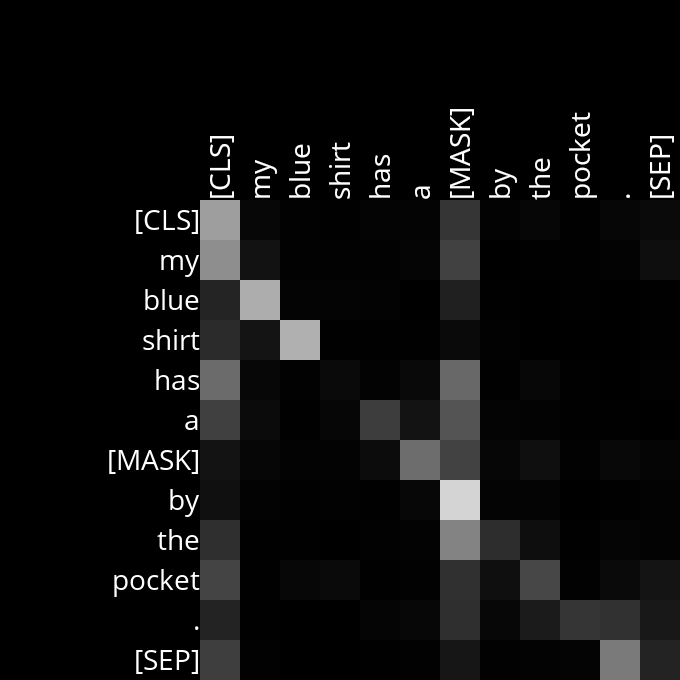 [CLS] my blue shirt has a [MASK] by the pocket . [SEP]
[CLS]
my
blue
shirt
has
a
[MASK]
by
the
pocket
.
[SEP]